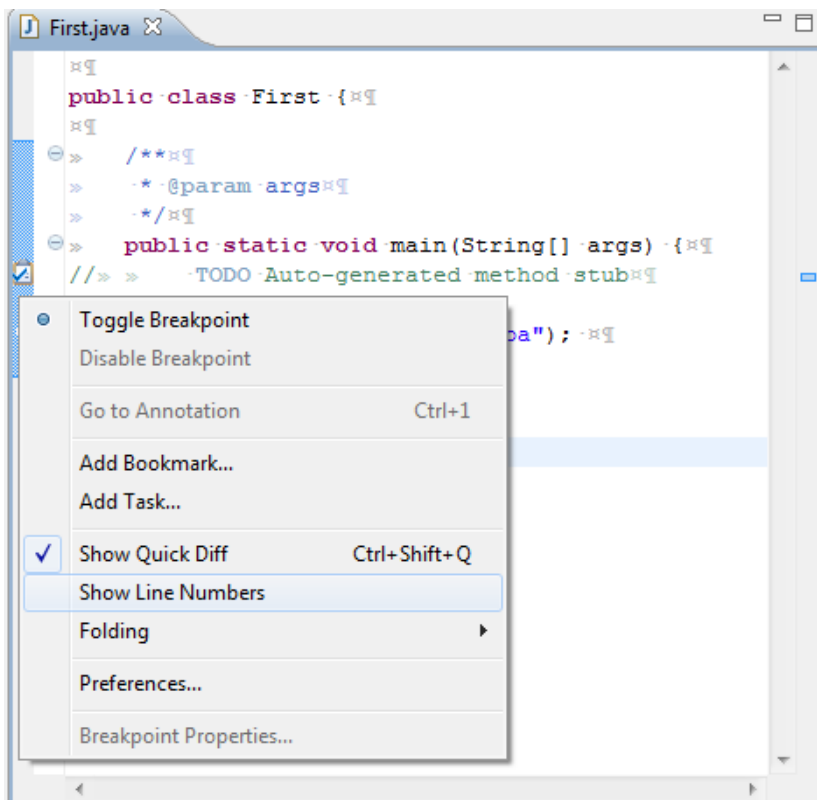 First.java
¤¶
public·class·First·{¤¶
¤¶
»   /**¤¶
»   ·*·@param·args¤¶
»   ·*/¤¶
»   public·static·void·main(String[]·args)·{¤¶
//» »   ·TODO·Auto-generated·method·stub¤¶
Toggle Breakpoint
");·¤¶
Disable Breakpoint
Go to Annotation Ctrl+1
Add Bookmark...
Add Task...
Show Quick Diff Ctrl+Shift+Q
Show Line Numbers
Folding
Preferences...
Breakpoint Properties...